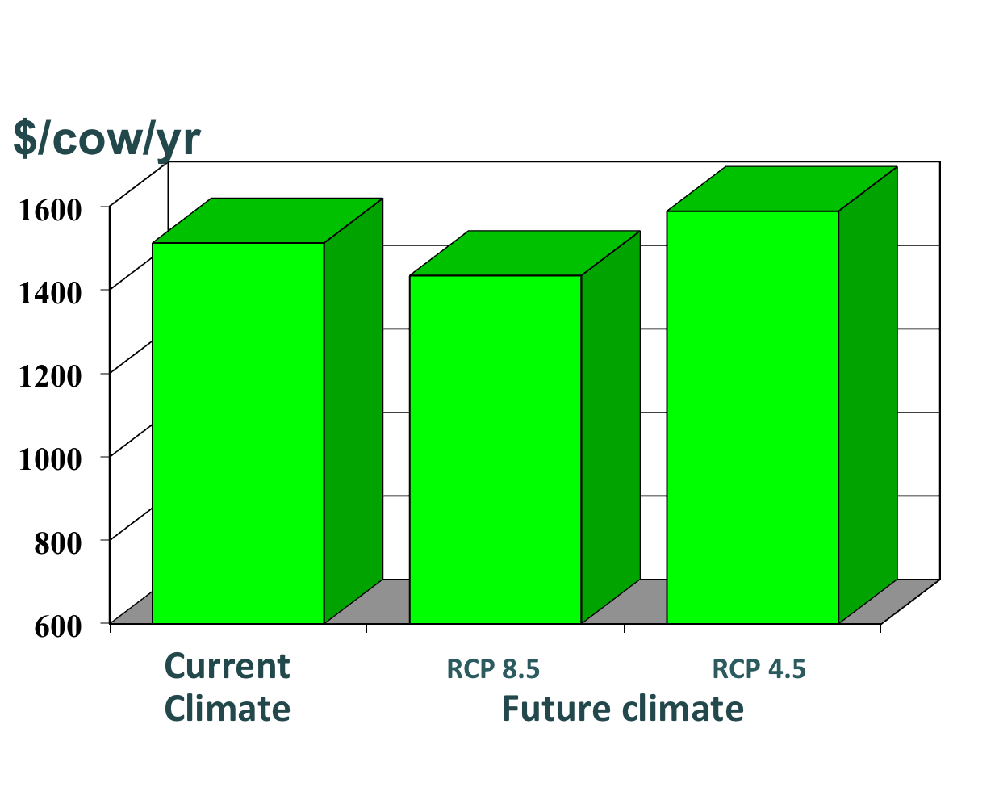 $/cow/yr
1600
1400
1200
1000
800
600
Current
Climate
RCP 8.5
RCP 4.5
Future climate